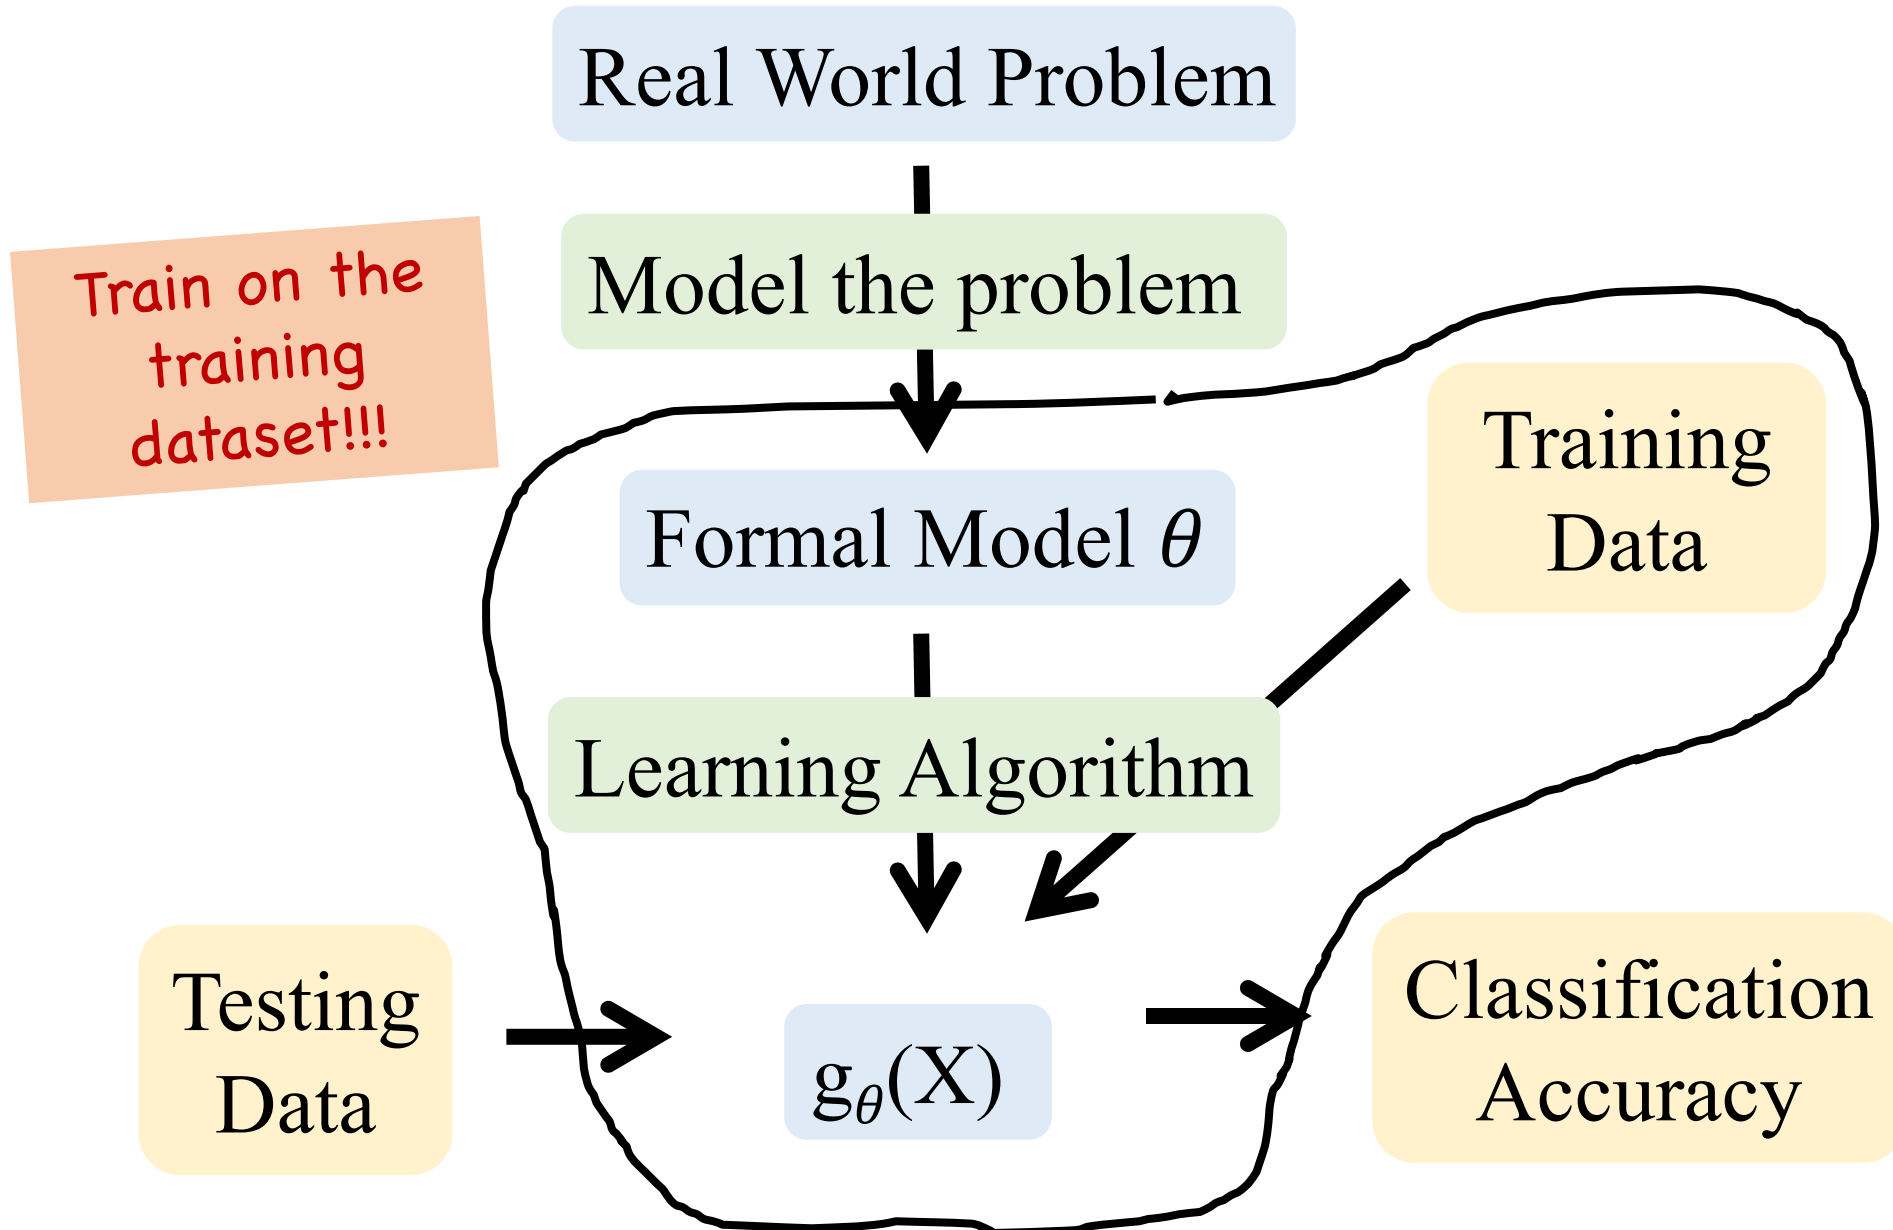 Real World Problem
Train on the
training
dataset!!!
Model the problem
Training
Data
Formal Model θ
Learning Algorithm
Testing
Data
gθ(X)
Classification
Accuracy